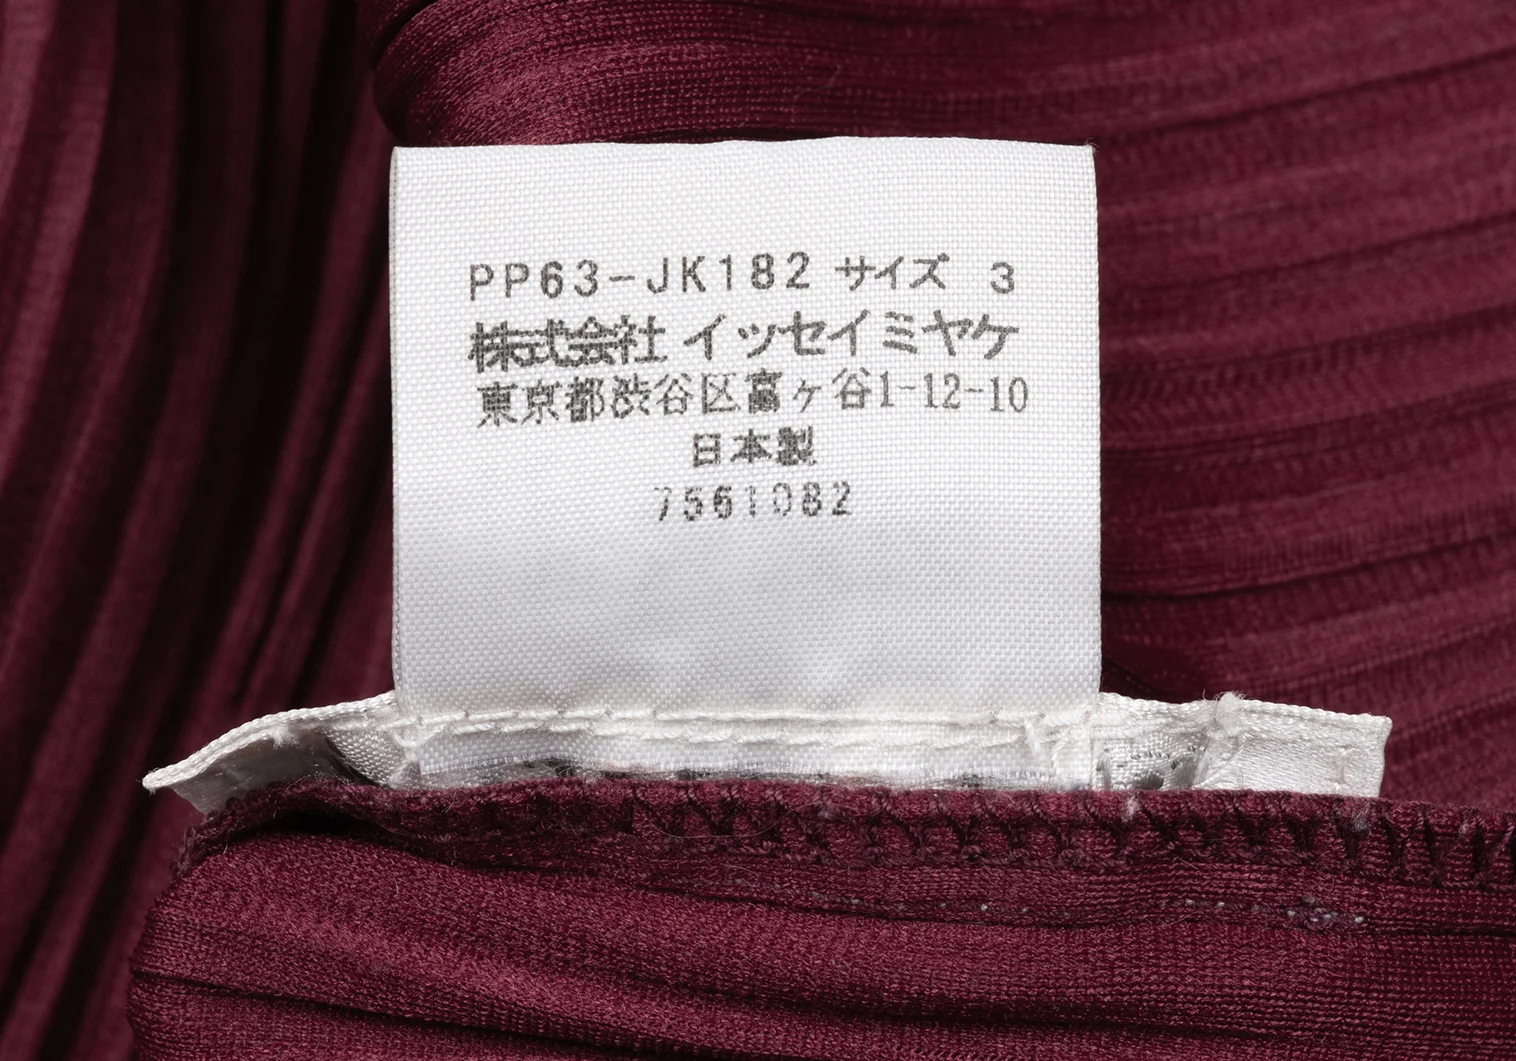 PP63-JK182 サイズ 3
株式会社 イッセイミヤケ
東京都渋谷区富ヶ谷1-12-10
日本製
7561082